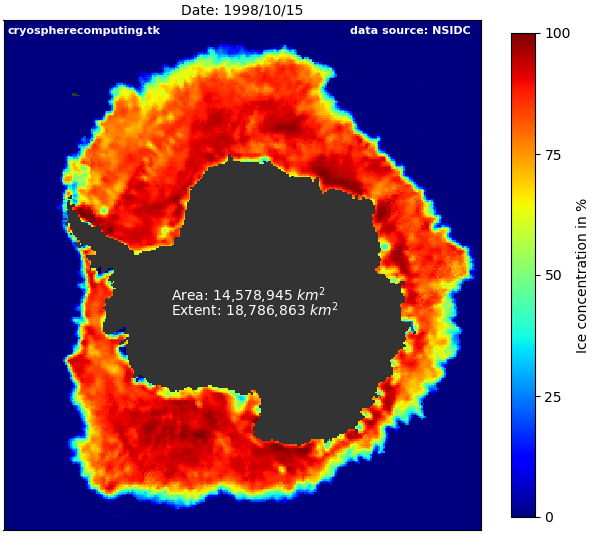 Date: 1998/10/15
cryospherecomputing.tk
data source: NSIDC
Area: 14,578,945 km²
Extent: 18,786,863 km²
100
75
50
25
0
Ice concentration in %